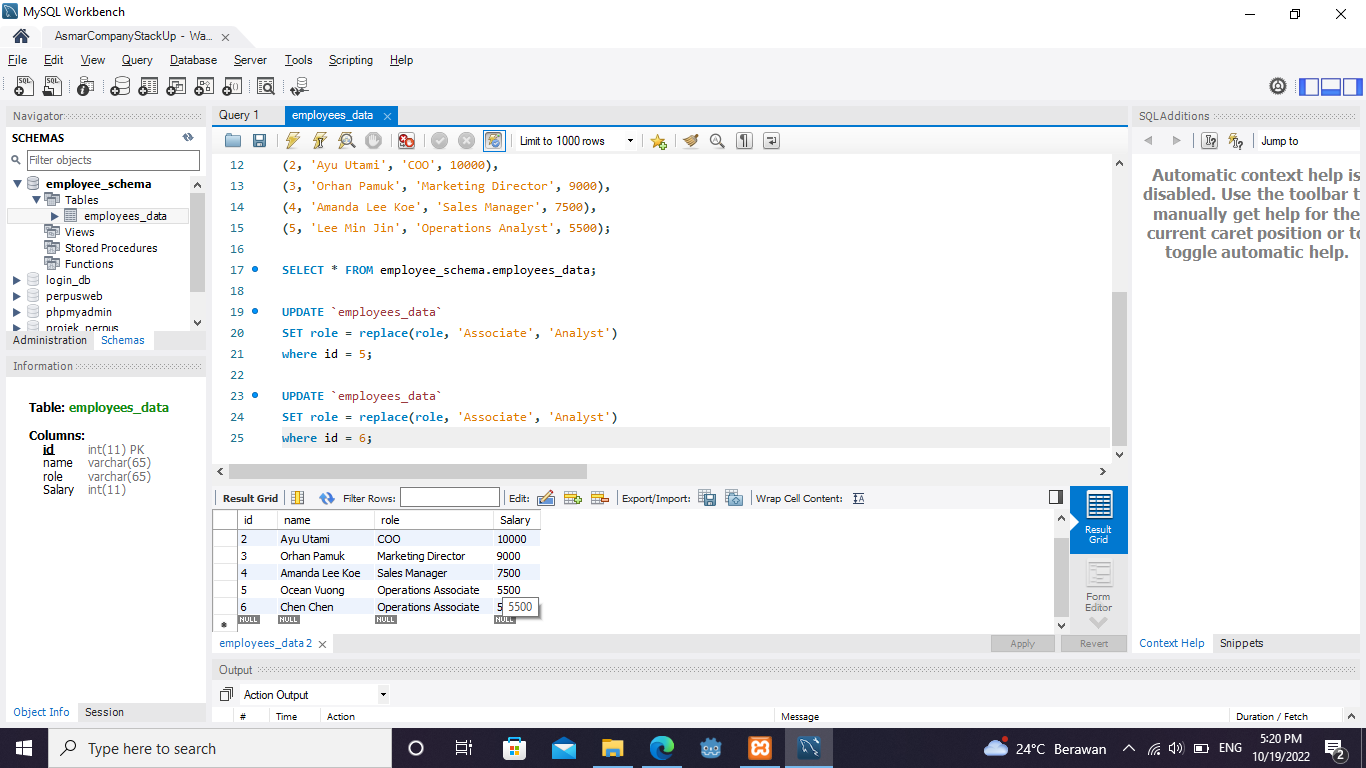 MySQL Workbench
AsmarCompanyStackUp - Wa...
File Edit View Query Database Server Tools Scripting Help
Navigator
SCHEMAS
Filter objects
employee_schema
Tables
employees_data
Views
Stored Procedures
Functions
login_db
perpusweb
phpmyadmin
projek_perpus
Administration Schemas
Information
Table: employees_data
Columns:
id int(11) PK
name varchar(65)
role varchar(65)
Salary int(11)
Object Info Session
Query 1 employees_data
Limit to 1000 rows
12 (2, 'Ayu Utami', 'COO', 10000),
13 (3, 'Orhan Pamuk', 'Marketing Director', 9000),
14 (4, 'Amanda Lee Koe', 'Sales Manager', 7500),
15 (5, 'Lee Min Jin', 'Operations Analyst', 5500);
16
17 SELECT * FROM employee_schema.employees_data;
18
19 UPDATE `employees_data`
20 SET role = replace(role, 'Associate', 'Analyst')
21 where id = 5;
22
23 UPDATE `employees_data`
24 SET role = replace(role, 'Associate', 'Analyst')
25 where id = 6;
Result Grid Filter Rows: Edit: Export/Import: Wrap Cell Content:
id name role Salary
2 Ayu Utami COO 10000
3 Orhan Pamuk Marketing Director 9000
4 Amanda Lee Koe Sales Manager 7500
5 Ocean Vuong Operations Associate 5500
6 Chen Chen Operations Associate 5 5500
NULL NULL NULL NULL
Result Grid
Form Editor
employees_data 2
Apply Revert
Output
Action Output
# Time Action Message Duration / Fetch
SQLAdditions
Jump to
Automatic context help is
disabled. Use the toolbar t
manually get help for the
current caret position or to
toggle automatic help.
Context Help Snippets
Type here to search
24°C Berawan
ENG
5:20 PM
10/19/2022
2